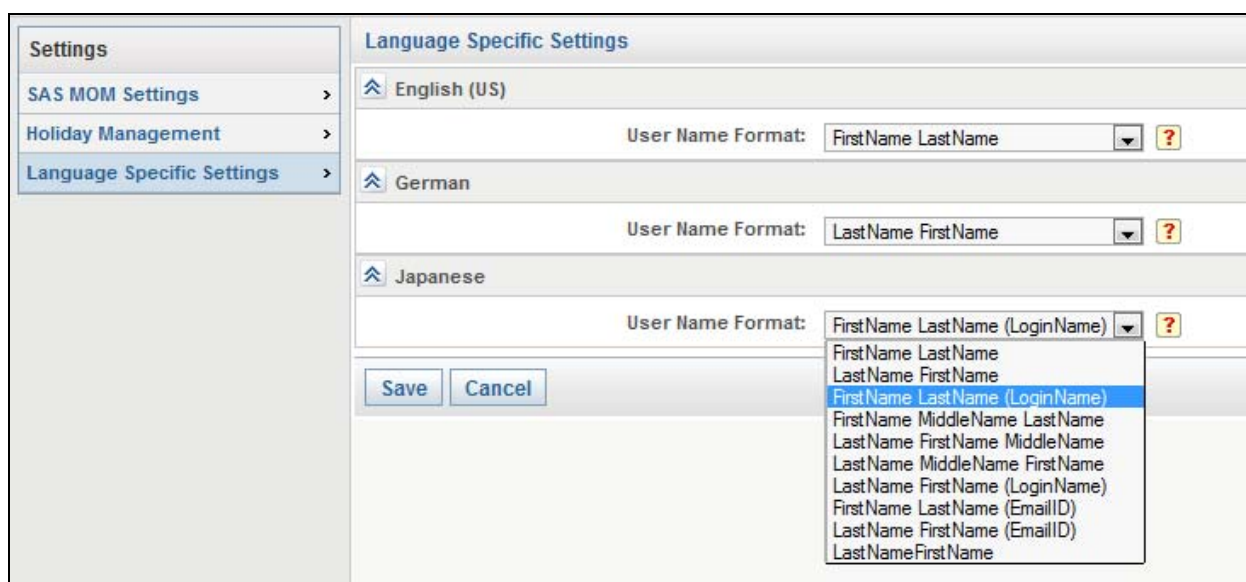 Settings
SAS MOM Settings
Holiday Management
Language Specific Settings
Language Specific Settings
English (US)
User Name Format: FirstName LastName ?
German
User Name Format: LastName FirstName ?
Japanese
User Name Format: FirstName LastName (LoginName) ?
FirstName LastName
LastName FirstName
FirstName LastName (LoginName)
FirstName MiddleName LastName
LastName FirstName MiddleName
LastName MiddleName FirstName
LastName FirstName (LoginName)
FirstName LastName (EmailID)
LastName FirstName (EmailID)
LastNameFirstName
Save Cancel